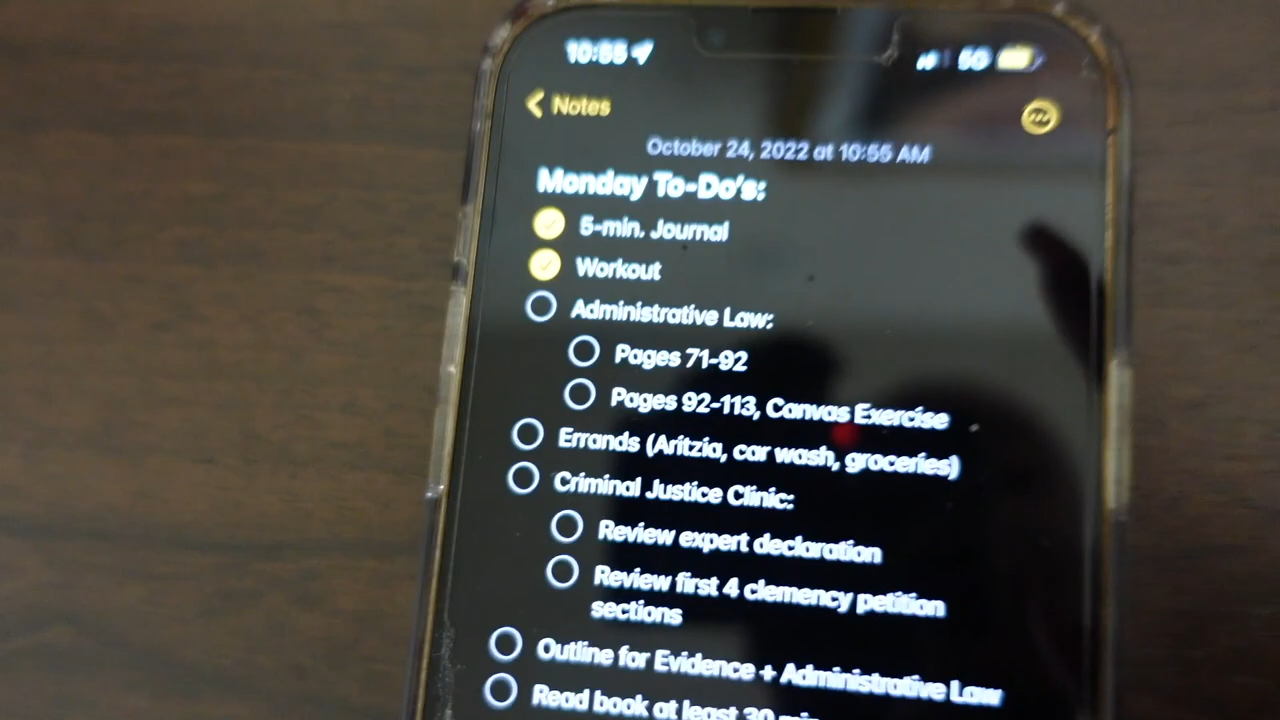 10:55
5G
Notes
October 24, 2022 at 10:55 AM
Monday To-Do's:
5-min. Journal
Workout
Administrative Law:
Pages 71-92
Pages 92-113, Canvas Exercise
Errands (Aritzia, car wash, groceries)
Criminal Justice Clinic:
Review expert declaration
Review first 4 clemency petition
sections
Outline for Evidence + Administrative Law
Read book at least 30 min